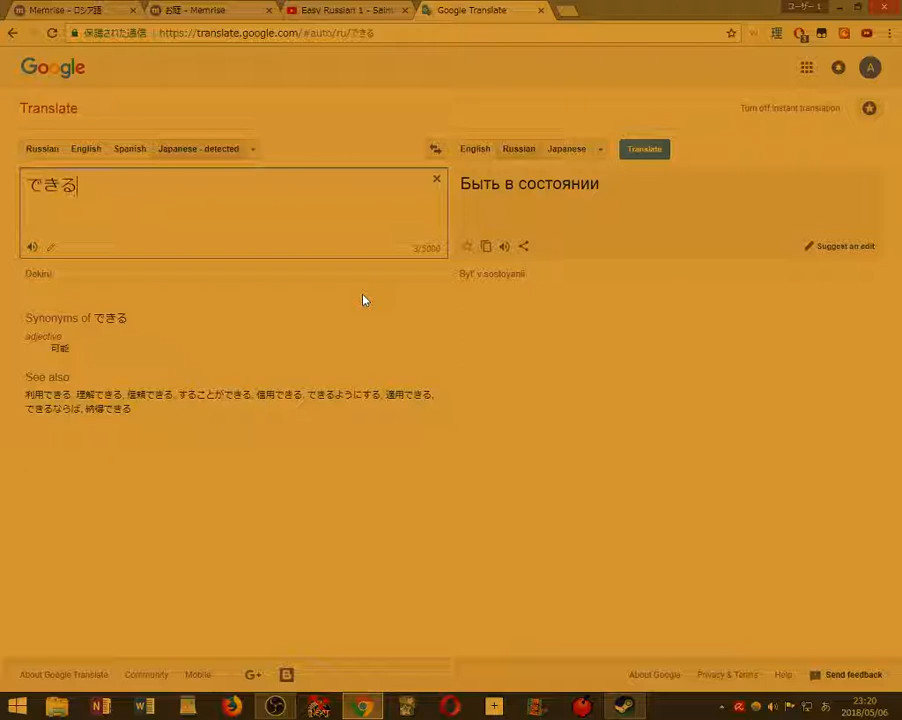 Memrise - ロシア語
お題 - Memrise
Easy Russian 1 - Saint
Google Translate
ユーザー 1
保護された通信 https://translate.google.com/#auto/ru/できる
Google
A
Translate
Turn off instant translation
Russian English Spanish Japanese - detected
English Russian Japanese Translate
できる
Быть в состоянии
3/5000
Suggest an edit
Dekiru
Byt' v sostoyanii
Synonyms of できる
adjective
可能
See also
利用できる, 理解できる, 信頼できる, することができる, 信用できる, できるようにする, 適用できる,
できるならば, 納得できる
About Google Translate Community Mobile G+ B
About Google Privacy & Terms Help Send feedback
23:20
2018/05/06